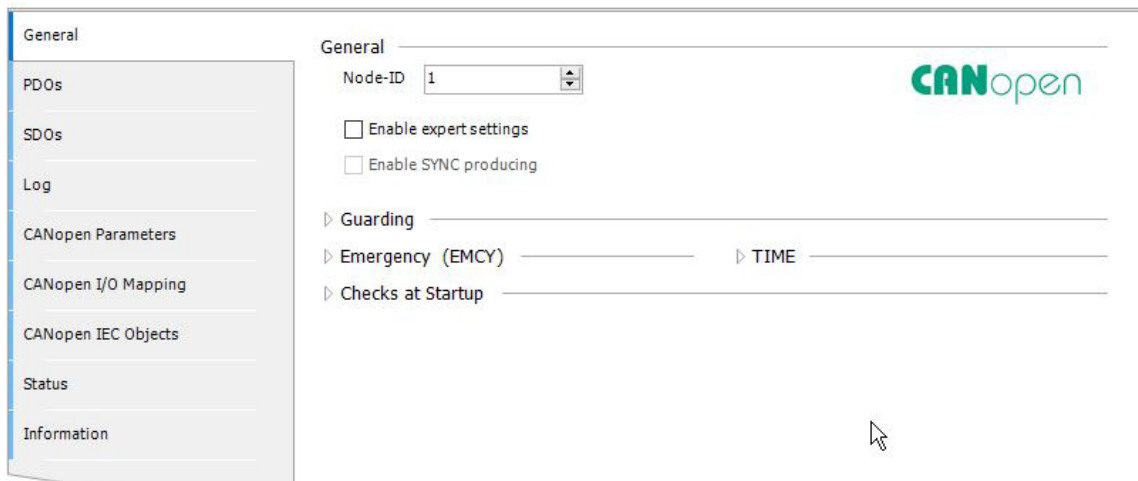 General
PDOs
SDOs
Log
CANopen Parameters
CANopen I/O Mapping
CANopen IEC Objects
Status
Information
General
Node-ID 1
CANopen
Enable expert settings
Enable SYNC producing
Guarding
Emergency (EMCY) TIME
Checks at Startup